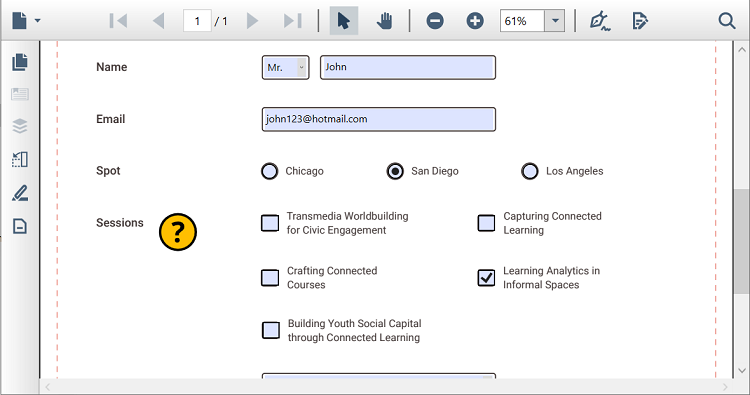 1 / 1
61%
Name
Mr.
John
Email
john123@hotmail.com
Spot
Chicago
San Diego
Los Angeles
Sessions
?
Transmedia Worldbuilding
for Civic Engagement
Capturing Connected
Learning
Crafting Connected
Courses
Learning Analytics in
Informal Spaces
Building Youth Social Capital
through Connected Learning